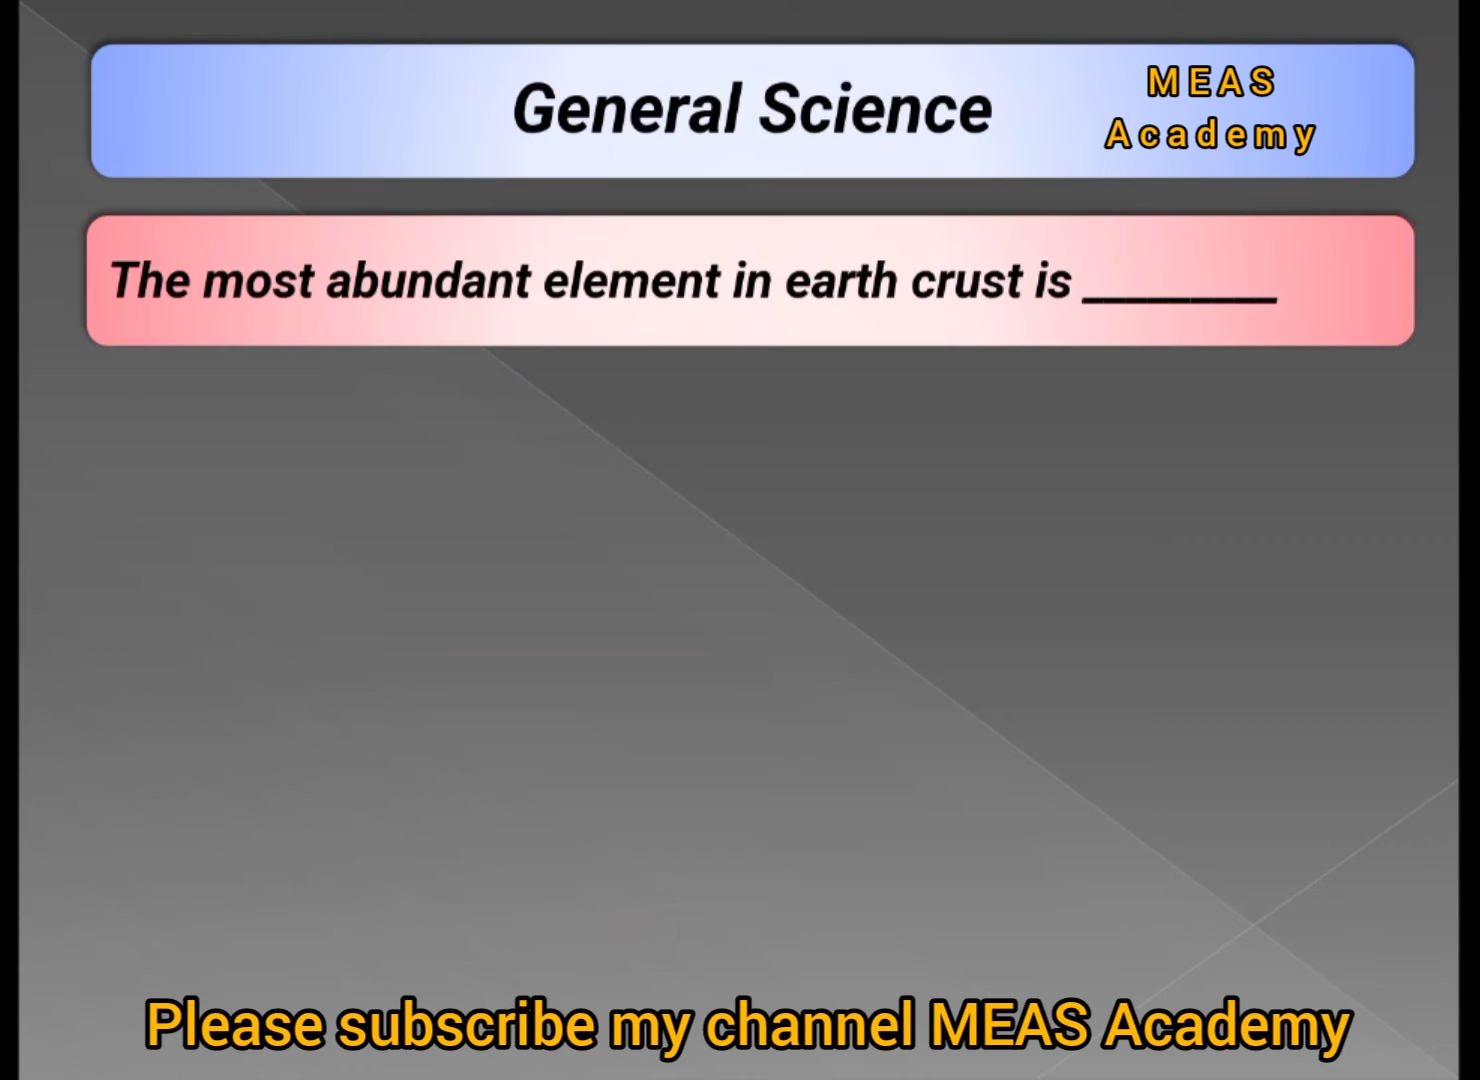 General Science
MEAS
Academy
The most abundant element in earth crust is ________
Please subscribe my channel MEAS Academy